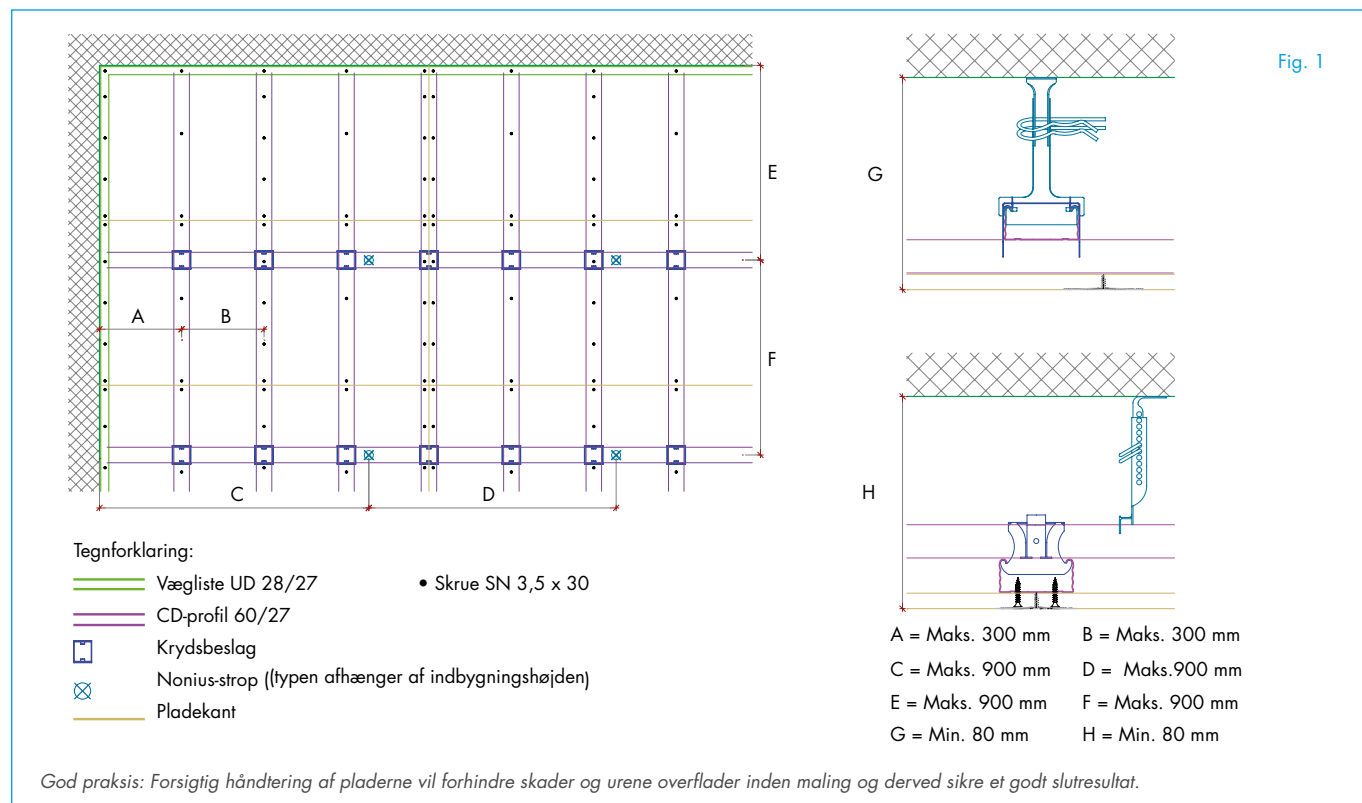 Fig. 1
E
G
A
B
F
C
D
H
Tegnforklaring:
Vægliste UD 28/27
• Skrue SN 3,5 x 30
CD-profil 60/27
Krydsbeslag
Nonius-strop ((typen afhænger af indbygningshøjden)
Pladekant
A = Maks. 300 mm
B = Maks. 300 mm
C = Maks. 900 mm
D = Maks.900 mm
E = Maks. 900 mm
F = Maks. 900 mm
G = Min. 80 mm
H = Min. 80 mm
God praksis: Forsigtig håndtering af pladerne vil forhindre skader og urene overflader inden maling og derved sikre et godt slutresultat.